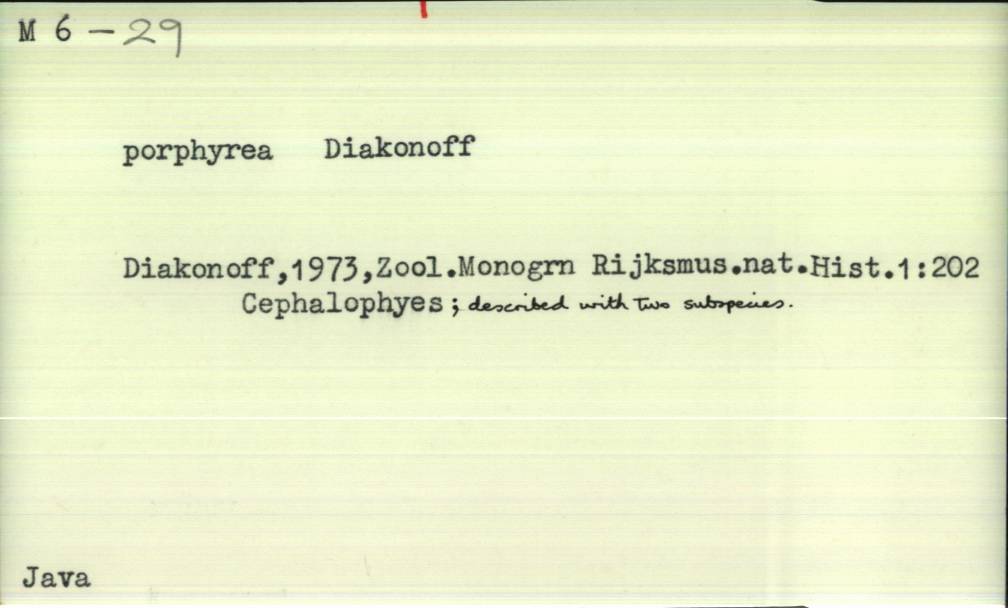 M 6 – 29
porphyrea Diakonoff
Diakonoff,1973,Zool.Monogrn Rijksmus.nat.Hist.1:202
Cephalophyes; described with two subspecies.
Java